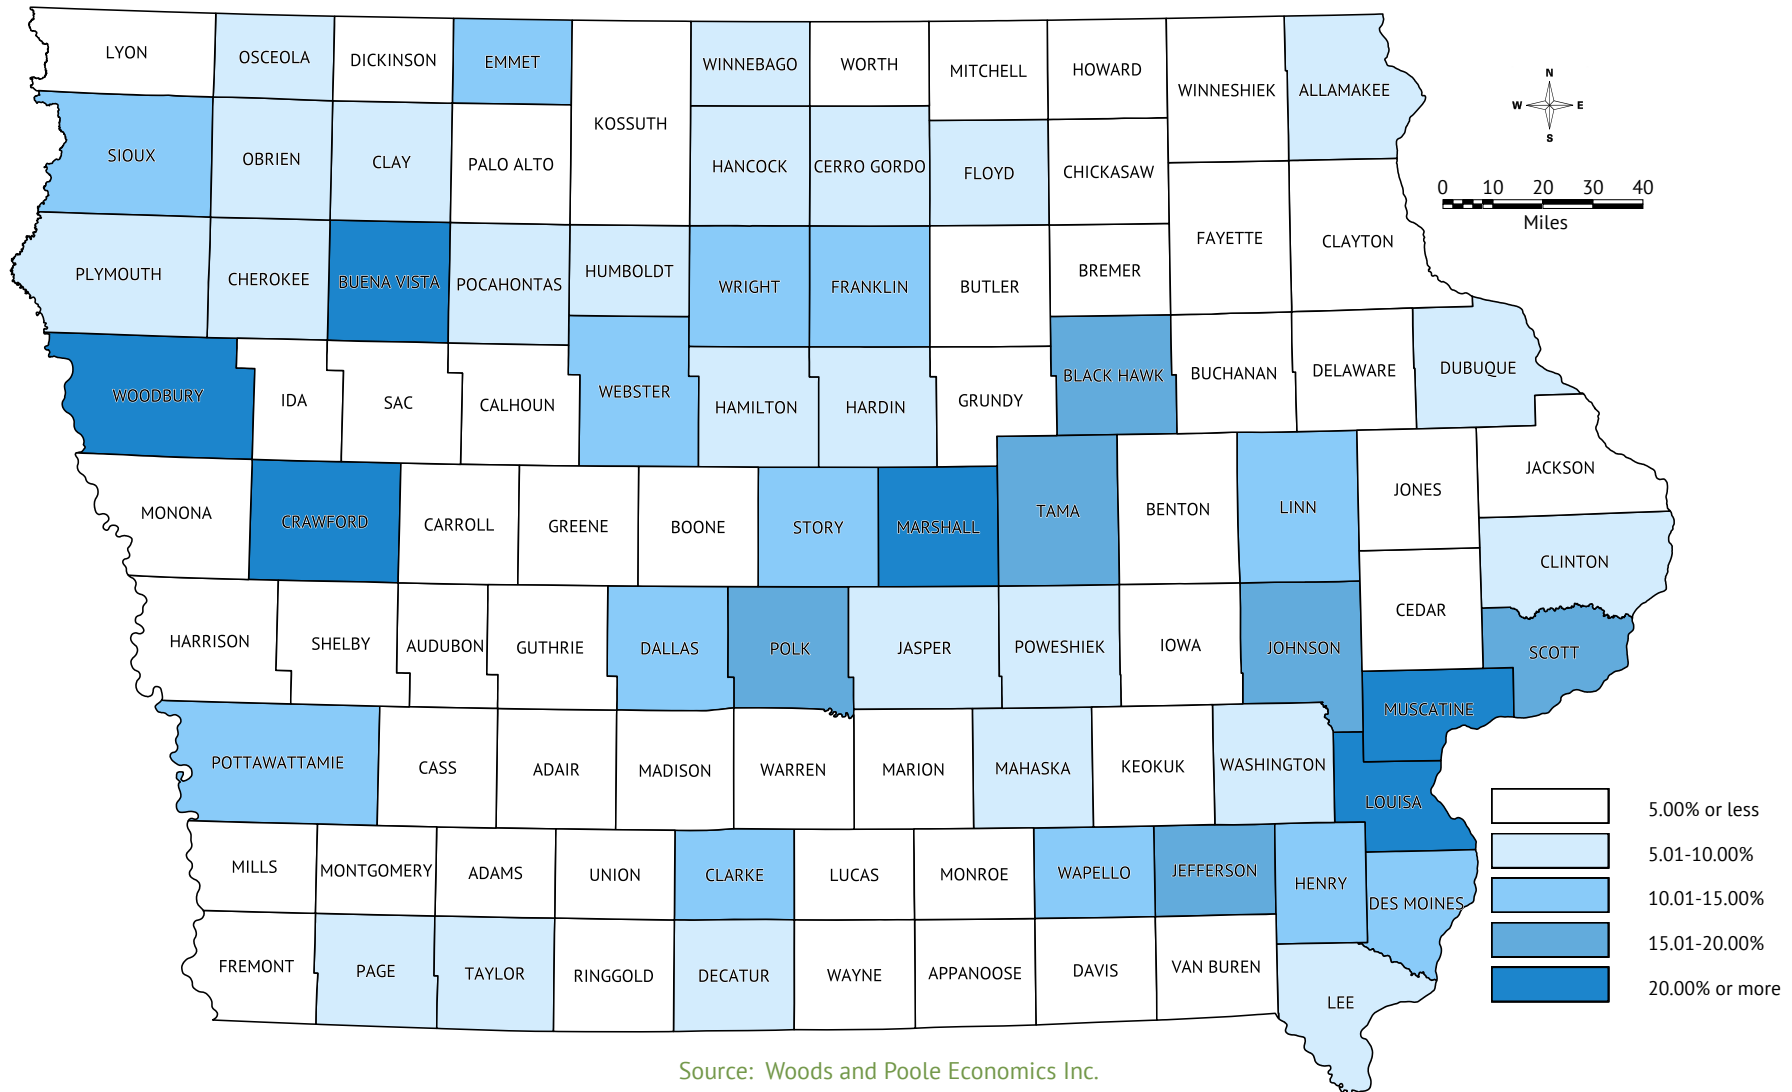 LYON
OSCEOLA
DICKINSON
EMMET
KOSSUTH
WINNEBAGO
WORTH
MITCHELL
HOWARD
WINNESHIEK
ALLAMAKEE
N
W
E
S
SIOUX
OBRIEN
CLAY
PALO ALTO
HANCOCK
CERRO GORDO
FLOYD
CHICKASAW
0 10 20 30 40
Miles
PLYMOUTH
CHEROKEE
BUENA VISTA
POCAHONTAS
HUMBOLDT
WRIGHT
FRANKLIN
BUTLER
BREMER
FAYETTE
CLAYTON
WOODBURY
IDA
SAC
CALHOUN
WEBSTER
HAMILTON
HARDIN
GRUNDY
BLACK HAWK
BUCHANAN
DELAWARE
DUBUQUE
MONONA
CRAWFORD
CARROLL
GREENE
BOONE
STORY
MARSHALL
TAMA
BENTON
LINN
JONES
JACKSON
CLINTON
HARRISON
SHELBY
AUDUBON
GUTHRIE
DALLAS
POLK
JASPER
POWESHIEK
IOWA
JOHNSON
CEDAR
SCOTT
MUSCATINE
POTTAWATTAMIE
CASS
ADAIR
MADISON
WARREN
MARION
MAHASKA
KEOKUK
WASHINGTON
LOUISA
MILLS
MONTGOMERY
ADAMS
UNION
CLARKE
LUCAS
MONROE
WAPELLO
JEFFERSON
HENRY
DES MOINES
FREMONT
PAGE
TAYLOR
RINGGOLD
DECATUR
WAYNE
APPANOOSE
DAVIS
VAN BUREN
LEE
5.00% or less
5.01-10.00%
10.01-15.00%
15.01-20.00%
20.00% or more
Source: Woods and Poole Economics Inc.